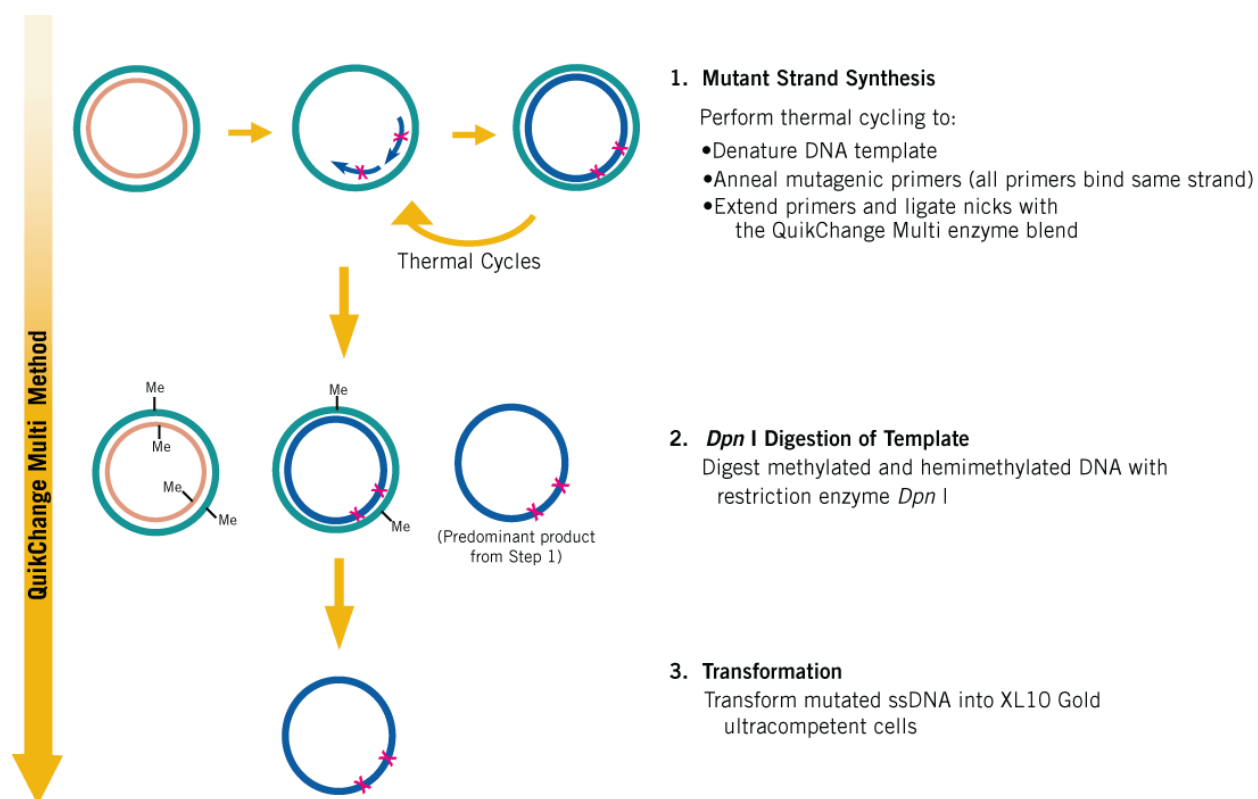 QuikChange Multi Method
1. Mutant Strand Synthesis
Perform thermal cycling to:
•Denature DNA template
•Anneal mutagenic primers (all primers bind same strand)
•Extend primers and ligate nicks with
the QuikChange Multi enzyme blend
Thermal Cycles
Me
Me
Me
Me
Me
Me
(Predominant product
from Step 1)
2. Dpn I Digestion of Template
Digest methylated and hemimethylated DNA with
restriction enzyme Dpn I
3. Transformation
Transform mutated ssDNA into XL10 Gold
ultracompetent cells